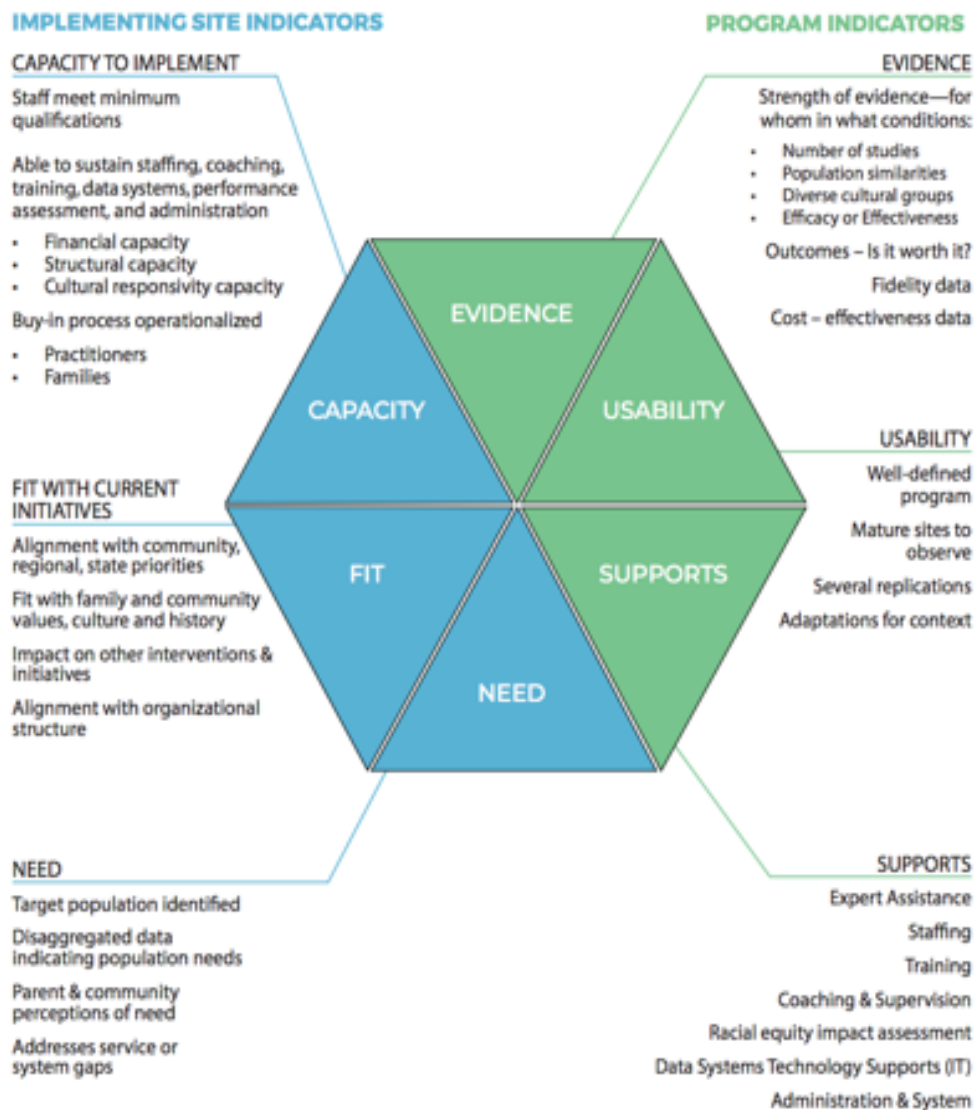 IMPLEMENTING SITE INDICATORS
CAPACITY TO IMPLEMENT
Staff meet minimum
qualifications
Able to sustain staffing, coaching,
training, data systems, performance
assessment, and administration
• Financial capacity
• Structural capacity
• Cultural responsivity capacity
Buy-in process operationalized
• Practitioners
• Families
FIT WITH CURRENT
INITIATIVES
Alignment with community,
regional, state priorities
Fit with family and community
values, culture and history
Impact on other interventions &
initiatives
Alignment with organizational
structure
NEED
Target population identified
Disaggregated data
indicating population needs
Parent & community
perceptions of need
Addresses service or
system gaps
EVIDENCE
USABILITY
CAPACITY
FIT
SUPPORTS
NEED
PROGRAM INDICATORS
EVIDENCE
Strength of evidence—for
whom in what conditions:
• Number of studies
• Population similarities
• Diverse cultural groups
• Efficacy or Effectiveness
Outcomes – Is it worth it?
Fidelity data
Cost – effectiveness data
USABILITY
Well-defined
program
Mature sites to
observe
Several replications
Adaptations for context
SUPPORTS
Expert Assistance
Staffing
Training
Coaching & Supervision
Racial equity impact assessment
Data Systems Technology Supports (IT)
Administration & System